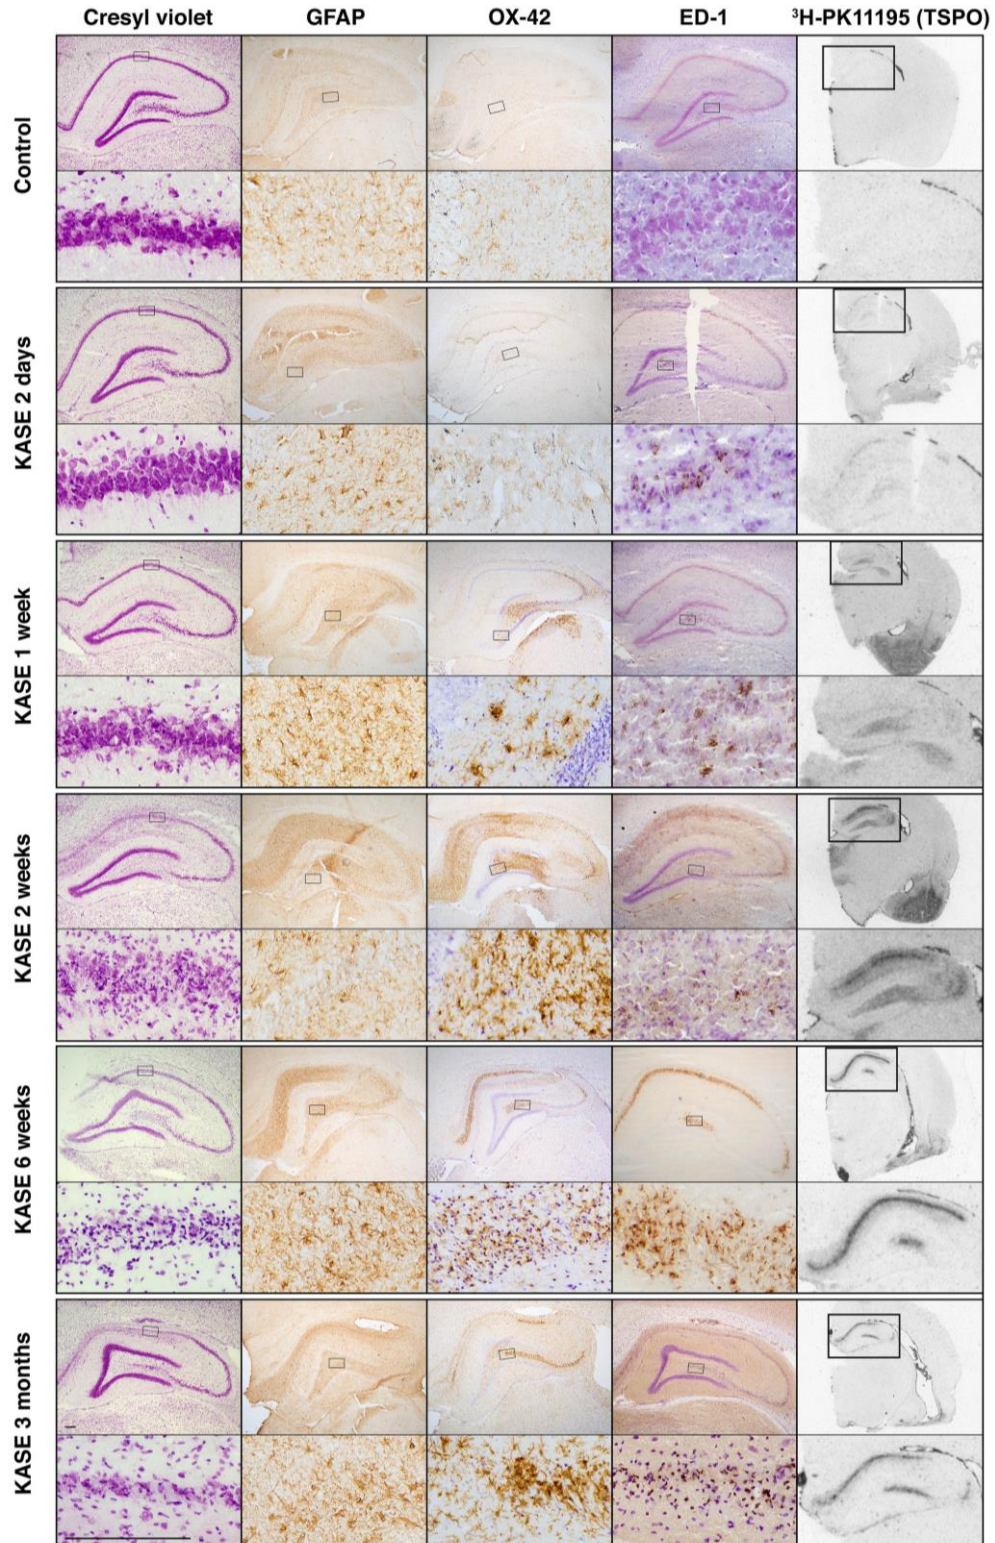 Cresyl violet GFAP OX-42 ED-1 ³H-PK11195 (TSPO)
Control
KASE 2 days
KASE 1 week
KASE 2 weeks
KASE 6 weeks
KASE 3 months